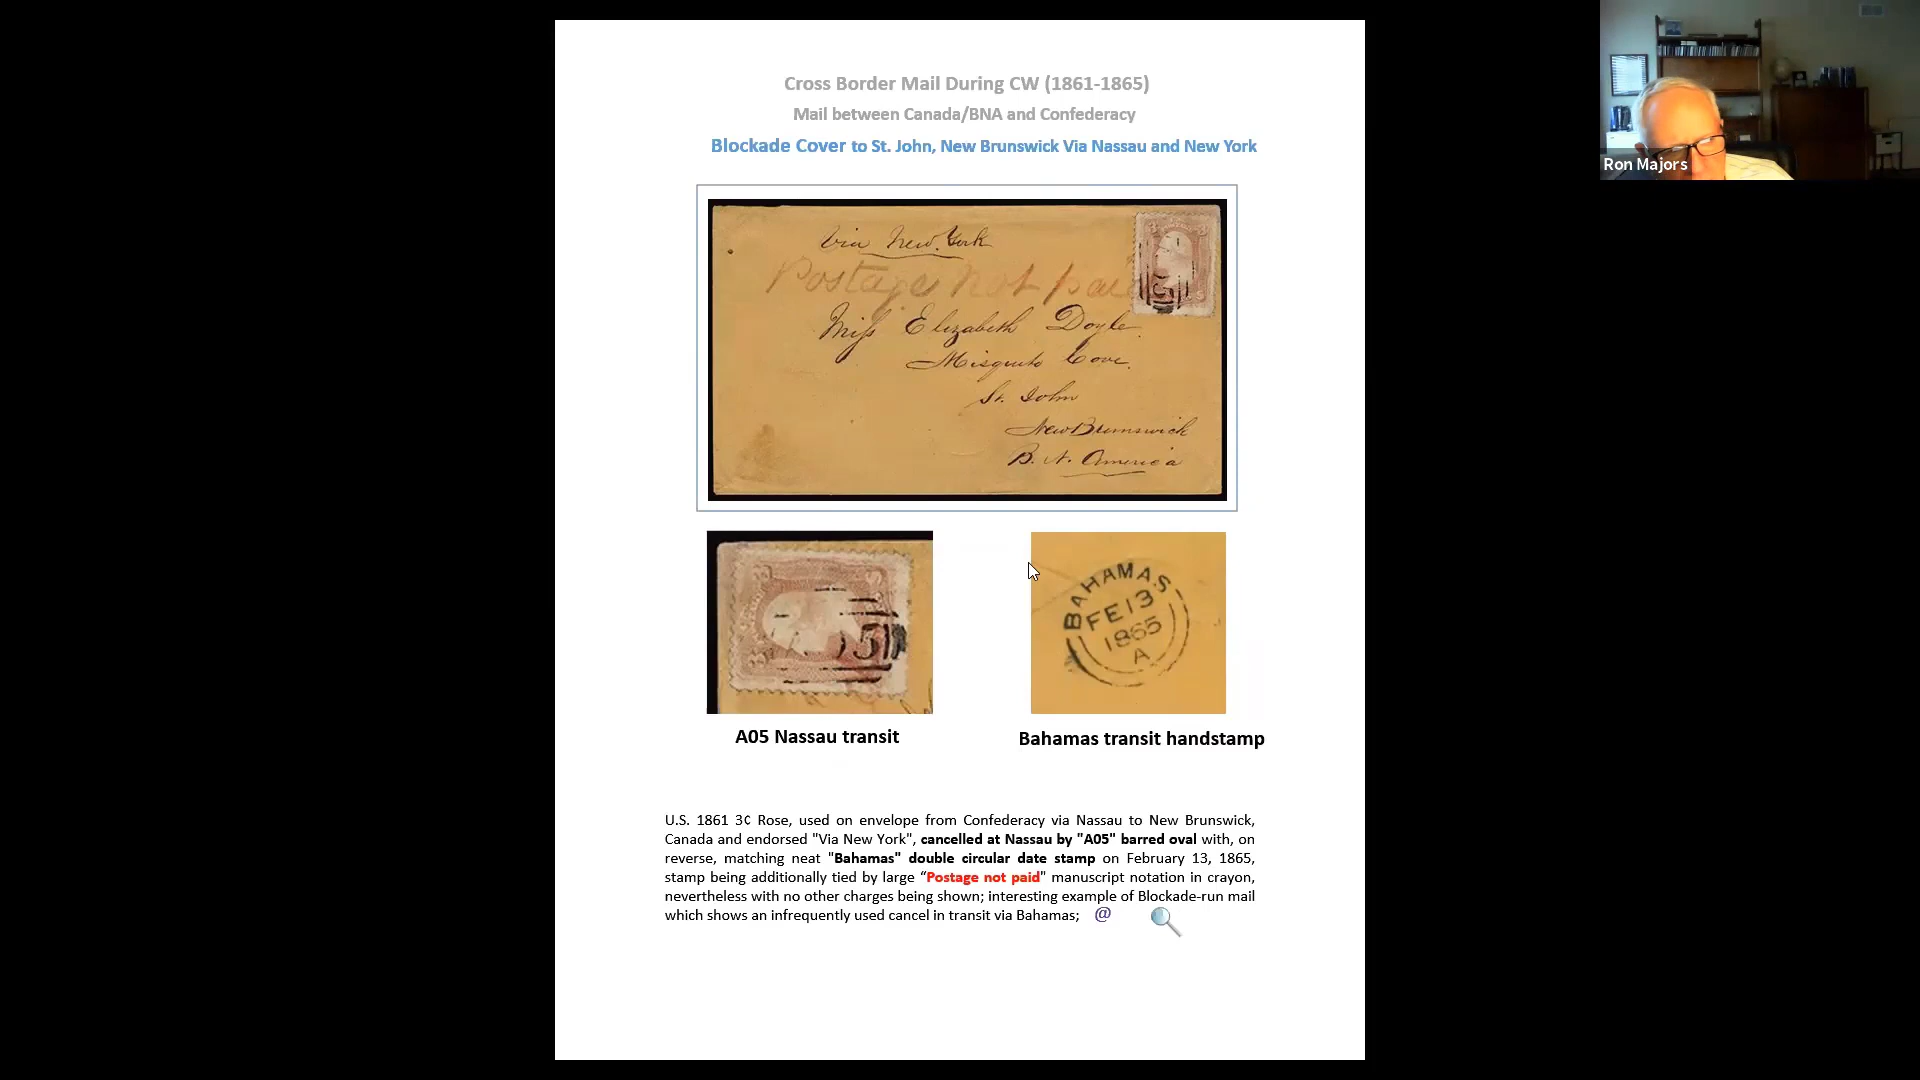 Cross Border Mail During CW (1861-1865)
Mail between Canada/BNA and Confederacy
Blockade Cover to St. John, New Brunswick Via Nassau and New York
Via New York
Postage not paid
Miss Elizabeth Doyle
Misquito Cove.
St. John
New Brunswick
B. N. America
3
5
BAHAMAS
FE 13
1865
A
A05 Nassau transit
Bahamas transit handstamp
U.S. 1861 3¢ Rose, used on envelope from Confederacy via Nassau to New Brunswick,
Canada and endorsed "Via New York", cancelled at Nassau by "A05" barred oval with, on
reverse, matching neat "Bahamas" double circular date stamp on February 13, 1865,
stamp being additionally tied by large “Postage not paid" manuscript notation in crayon,
nevertheless with no other charges being shown; interesting example of Blockade-run mail
which shows an infrequently used cancel in transit via Bahamas; @
Ron Majors